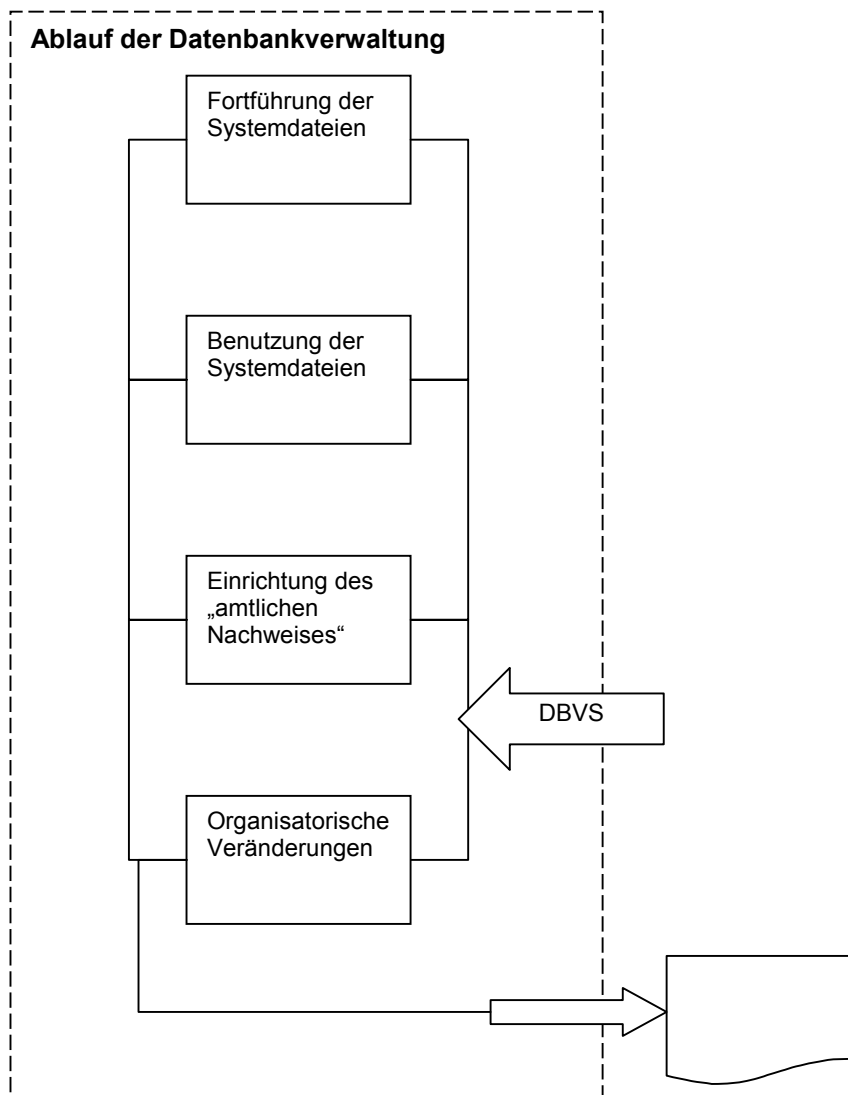 Ablauf der Datenbankverwaltung
Fortführung der
Systemdateien
Benutzung der
Systemdateien
Einrichtung des
„amtlichen
Nachweises“
DBVS
Organisatorische
Veränderungen